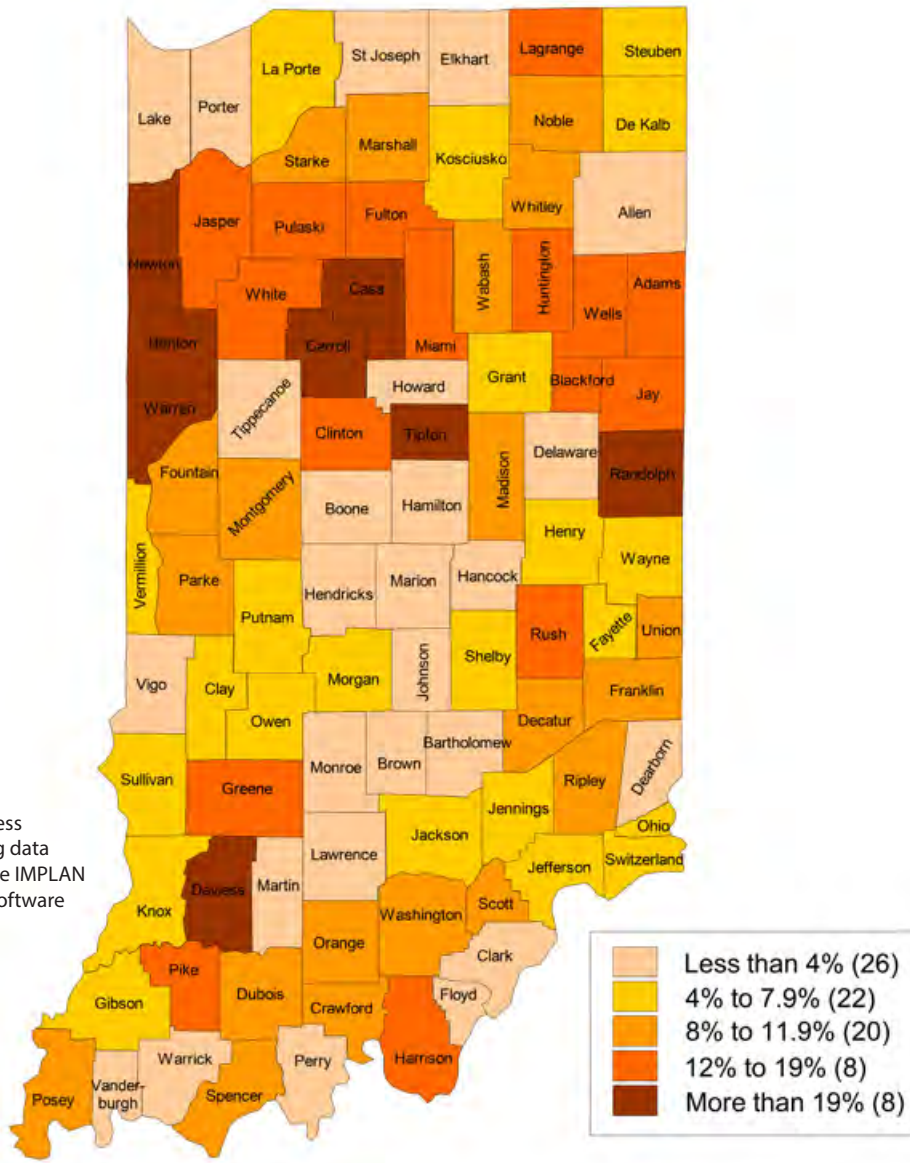 St Joseph
Elkhart
Lagrange
Steuben
La Porte
Lake
Porter
Noble
De Kalb
Starke
Marshall
Kosciusko
Whitley
Allen
Jasper
Pulaski
Fulton
Newton
White
Cass
Miami
Wabash
Huntington
Wells
Adams
Benton
Carroll
Howard
Grant
Blackford
Jay
Warren
Tippecanoe
Clinton
Tipton
Madison
Delaware
Randolph
Fountain
Montgomery
Boone
Hamilton
Henry
Wayne
Vermillion
Parke
Putnam
Hendricks
Marion
Hancock
Rush
Fayette
Union
Vigo
Clay
Owen
Morgan
Johnson
Shelby
Franklin
Decatur
Sullivan
Greene
Monroe
Brown
Bartholomew
Ripley
Dearborn
Jennings
Jackson
Ohio
Switzerland
Jefferson
ess
g data
e IMPLAN
oftware
Knox
Daviess
Martin
Lawrence
Washington
Scott
Orange
Clark
Pike
Gibson
Dubois
Crawford
Floyd
Harrison
Posey
Vander-
burgh
Warrick
Spencer
Perry
Less than 4% (26)
4% to 7.9% (22)
8% to 11.9% (20)
12% to 19% (8)
More than 19% (8)